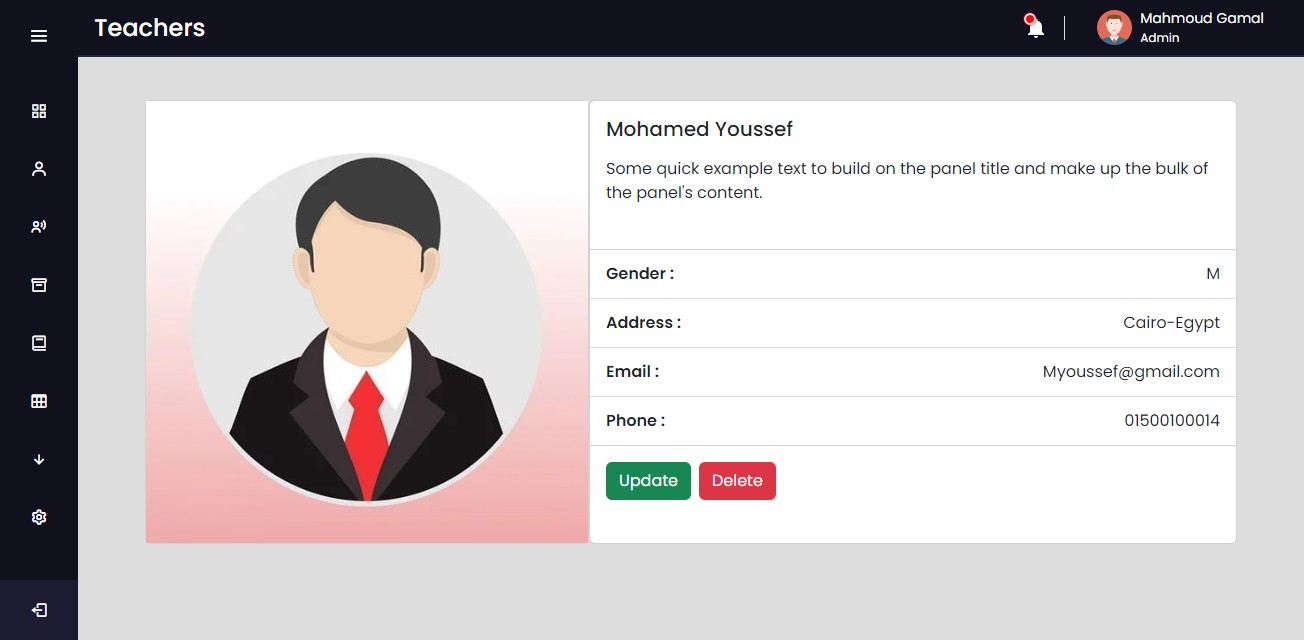 Teachers
Mahmoud Gamal
Admin
Mohamed Youssef
Some quick example text to build on the panel title and make up the bulk of
the panel's content.
Gender : M
Address : Cairo-Egypt
Email : Myoussef@gmail.com
Phone : 01500100014
Update Delete